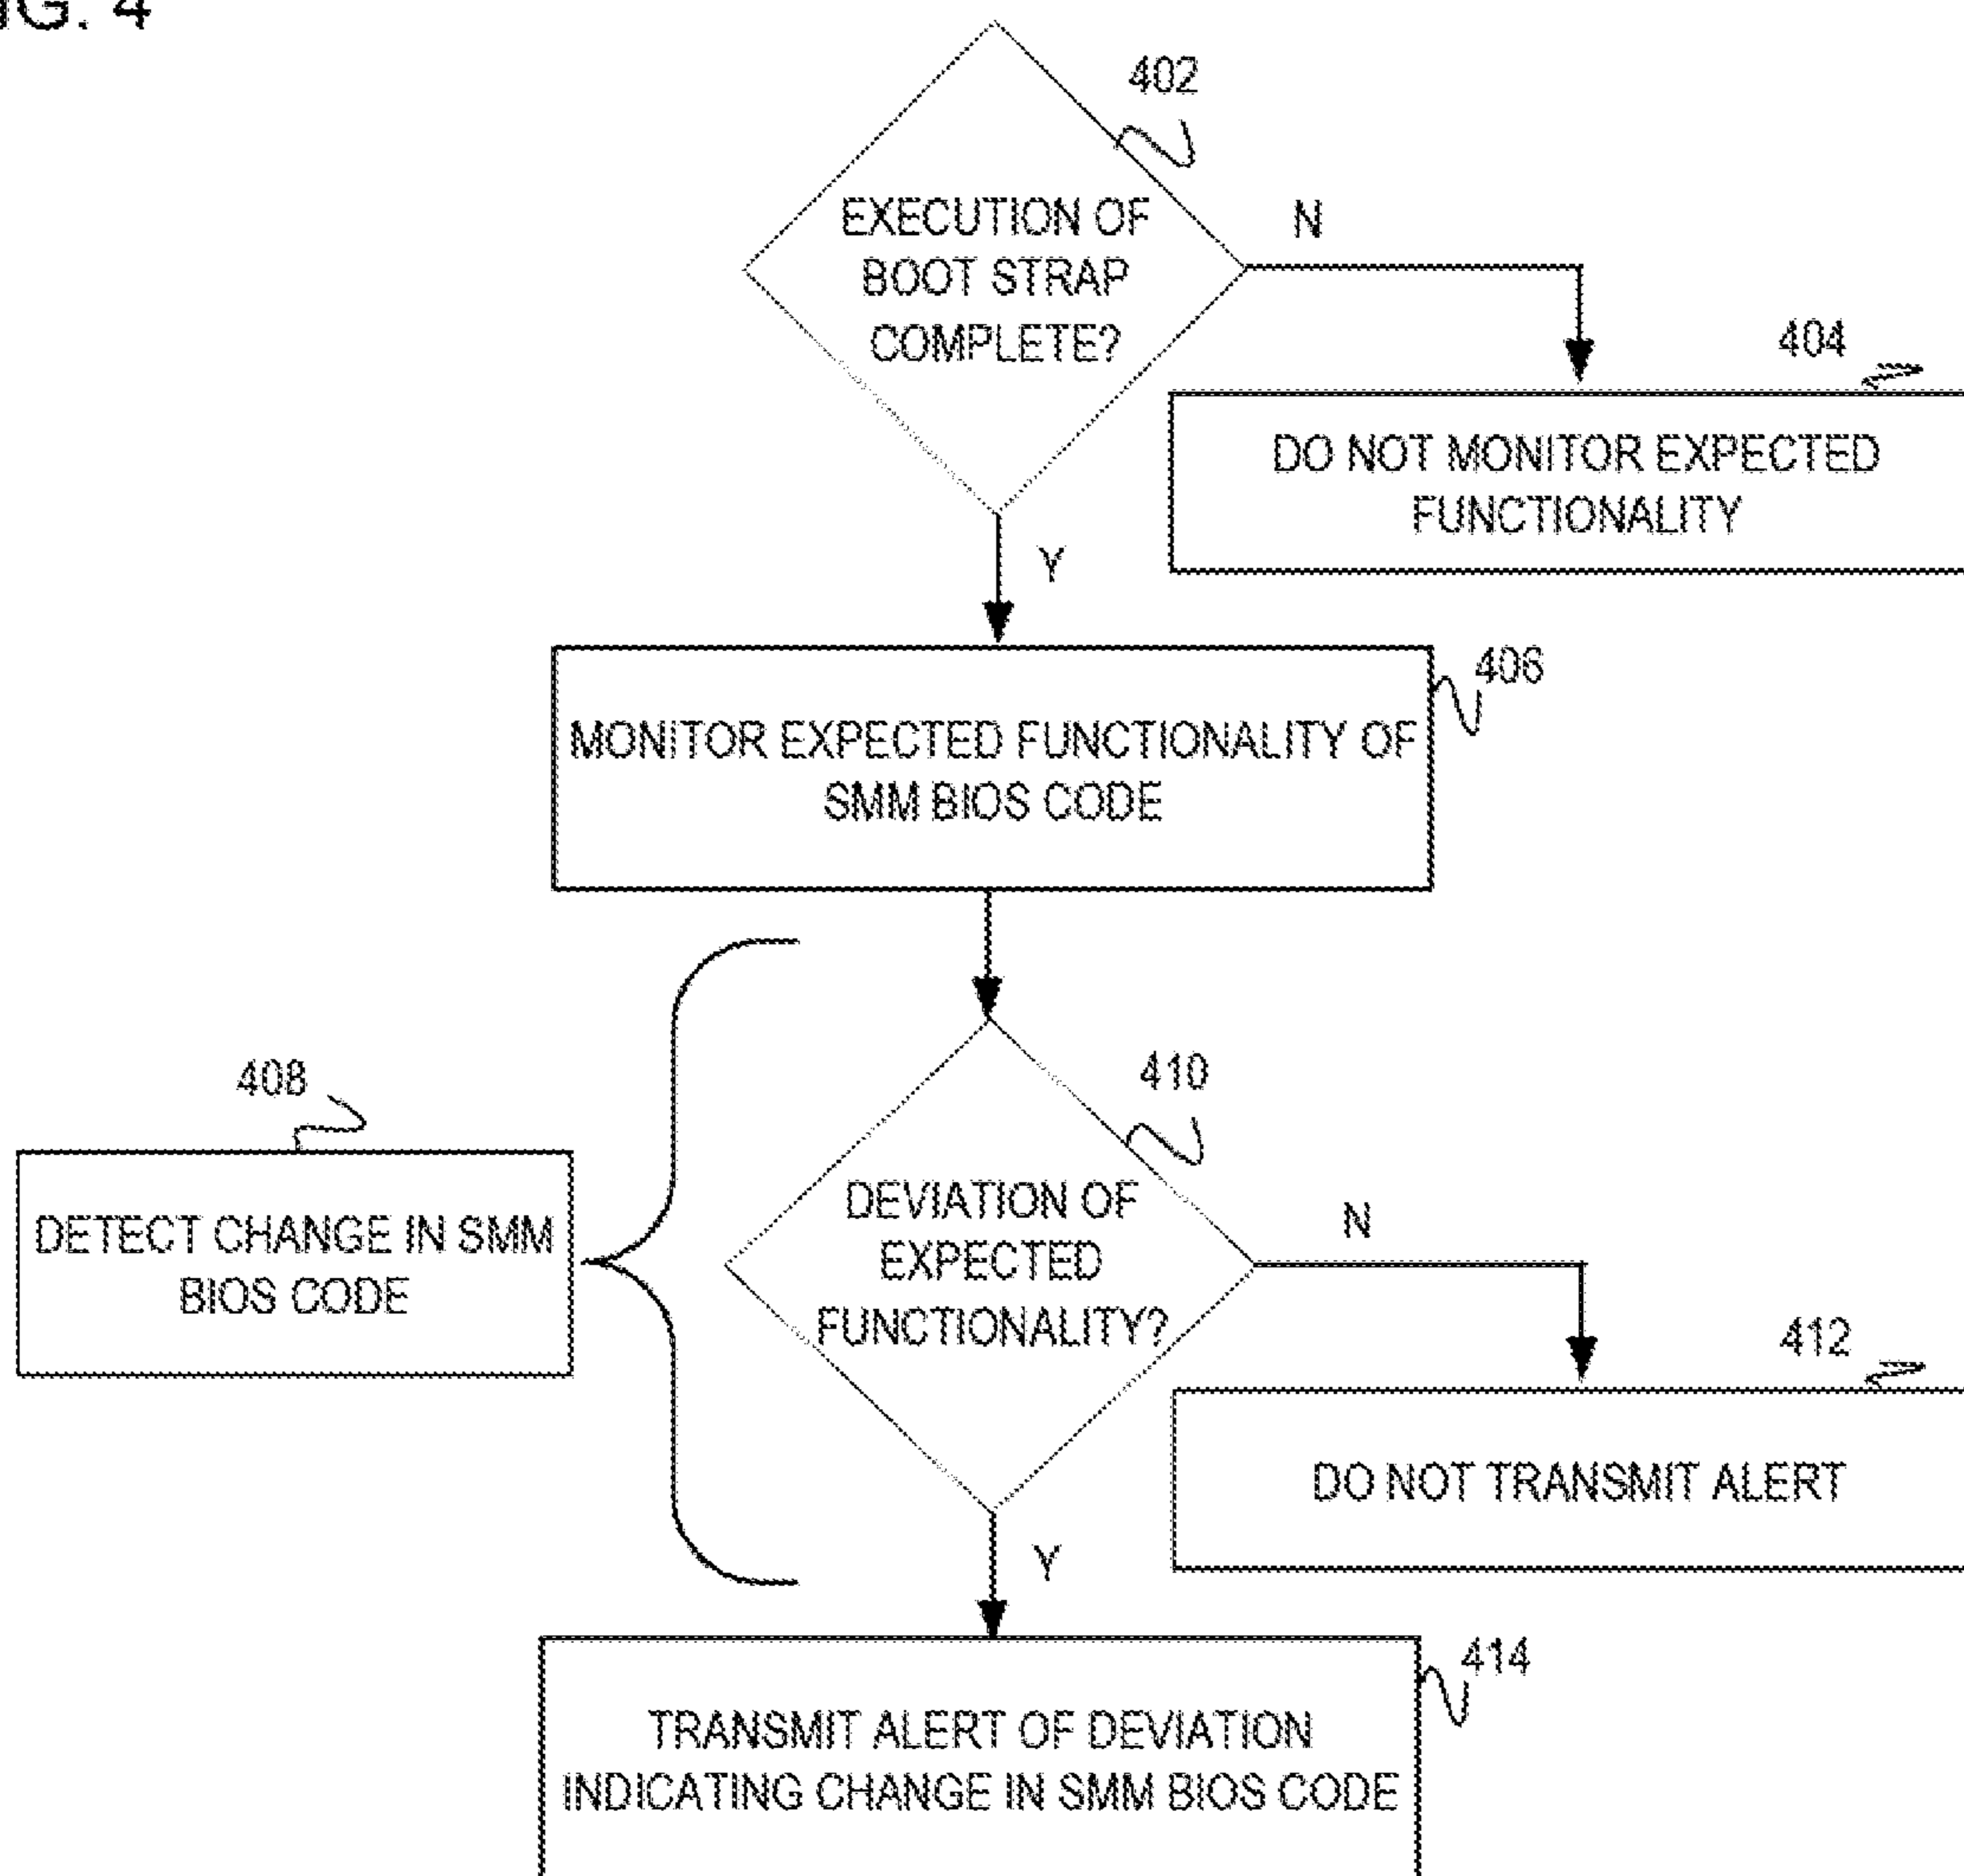 IG. 4
402
EXECUTION OF
BOOT STRAP
COMPLETE?
N
404
DO NOT MONITOR EXPECTED
FUNCTIONALITY
Y
406
MONITOR EXPECTED FUNCTIONALITY OF
SMM BIOS CODE
408
DETECT CHANGE IN SMM
BIOS CODE
410
DEVIATION OF
EXPECTED
FUNCTIONALITY?
N
412
DO NOT TRANSMIT ALERT
Y
414
TRANSMIT ALERT OF DEVIATION
INDICATING CHANGE IN SMM BIOS CODE